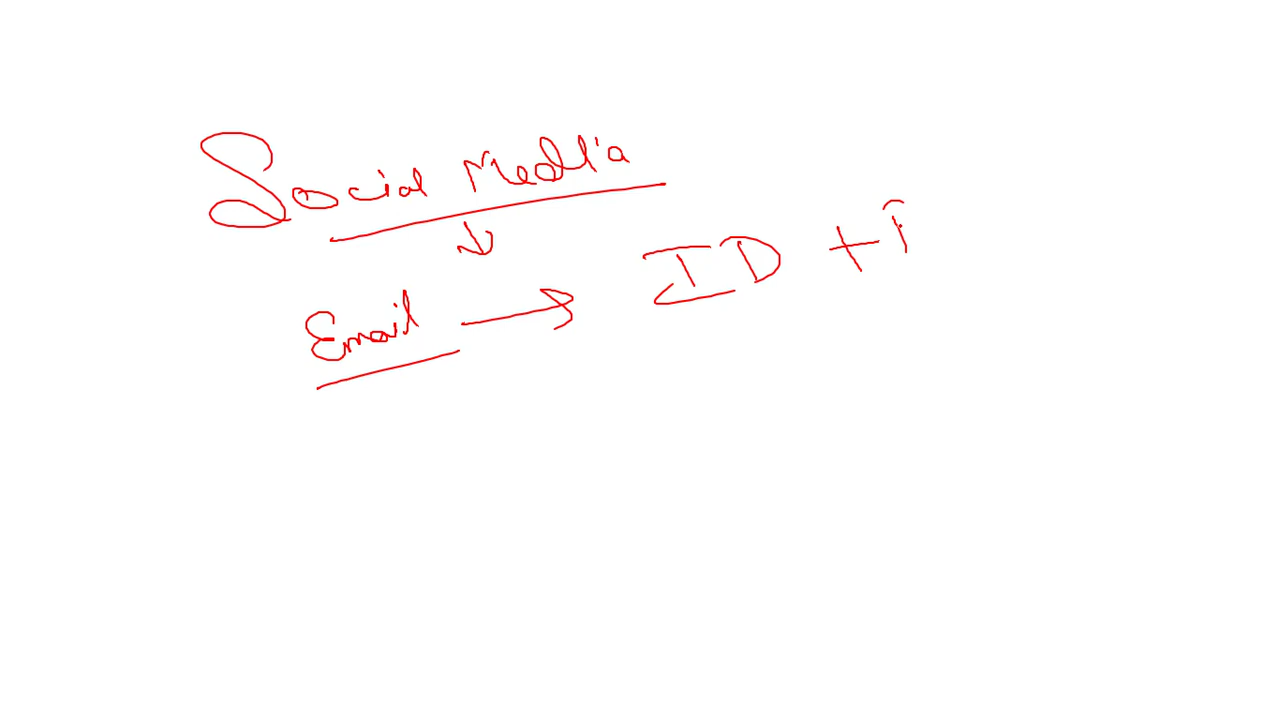 Social Media
Email → ID +